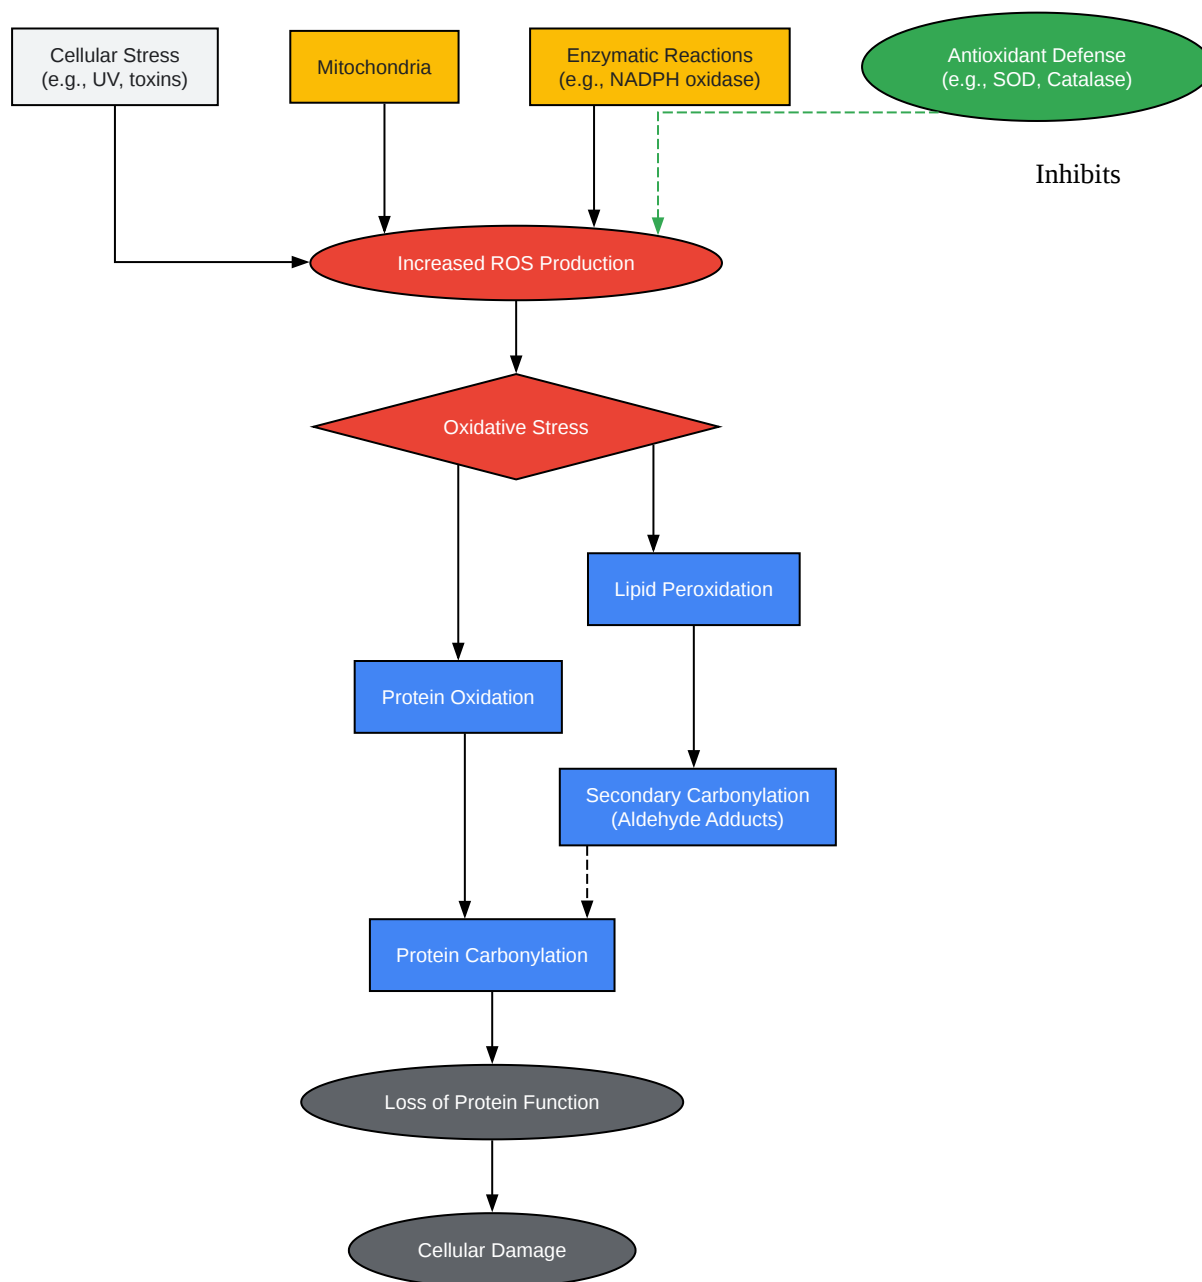 Cellular Stress
(e.g., UV, toxins)
Mitochondria
Enzymatic Reactions
(e.g., NADPH oxidase)
Antioxidant Defense
(e.g., SOD, Catalase)
Inhibits
Increased ROS Production
Oxidative Stress
Lipid Peroxidation
Protein Oxidation
Secondary Carbonylation
(Aldehyde Adducts)
Protein Carbonylation
Loss of Protein Function
Cellular Damage